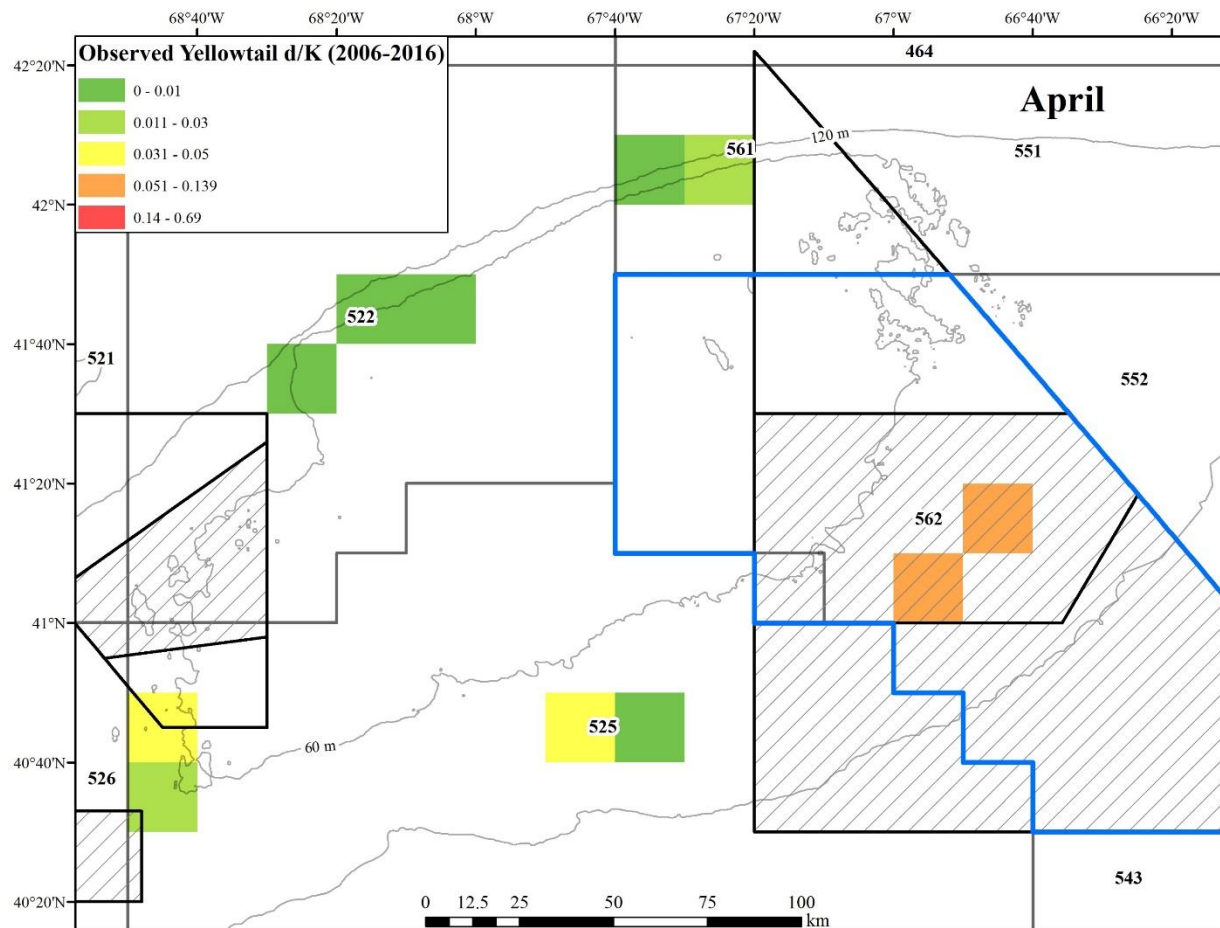 68°40'W 68°20'W 68°W 67°40'W 67°20'W 67°W 66°40'W 66°20'W
Observed Yellowtail d/K (2006-2016)
0 - 0.01
0.011 - 0.03
0.031 - 0.05
0.051 - 0.139
0.14 - 0.69
April
42°20'N
42°N
41°40'N
41°20'N
41°N
40°40'N
40°20'N
464
120 m
561
551
522
521
552
562
525
60 m
526
543
0 12.5 25 50 75 100
km